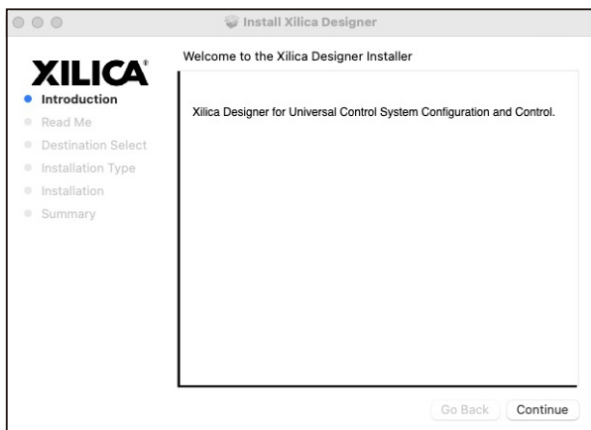 Install Xilica Designer
Welcome to the Xilica Designer Installer
XILICA®
Introduction
Read Me
Destination Select
Installation Type
Installation
Summary
Xilica Designer for Universal Control System Configuration and Control.
Go Back
Continue